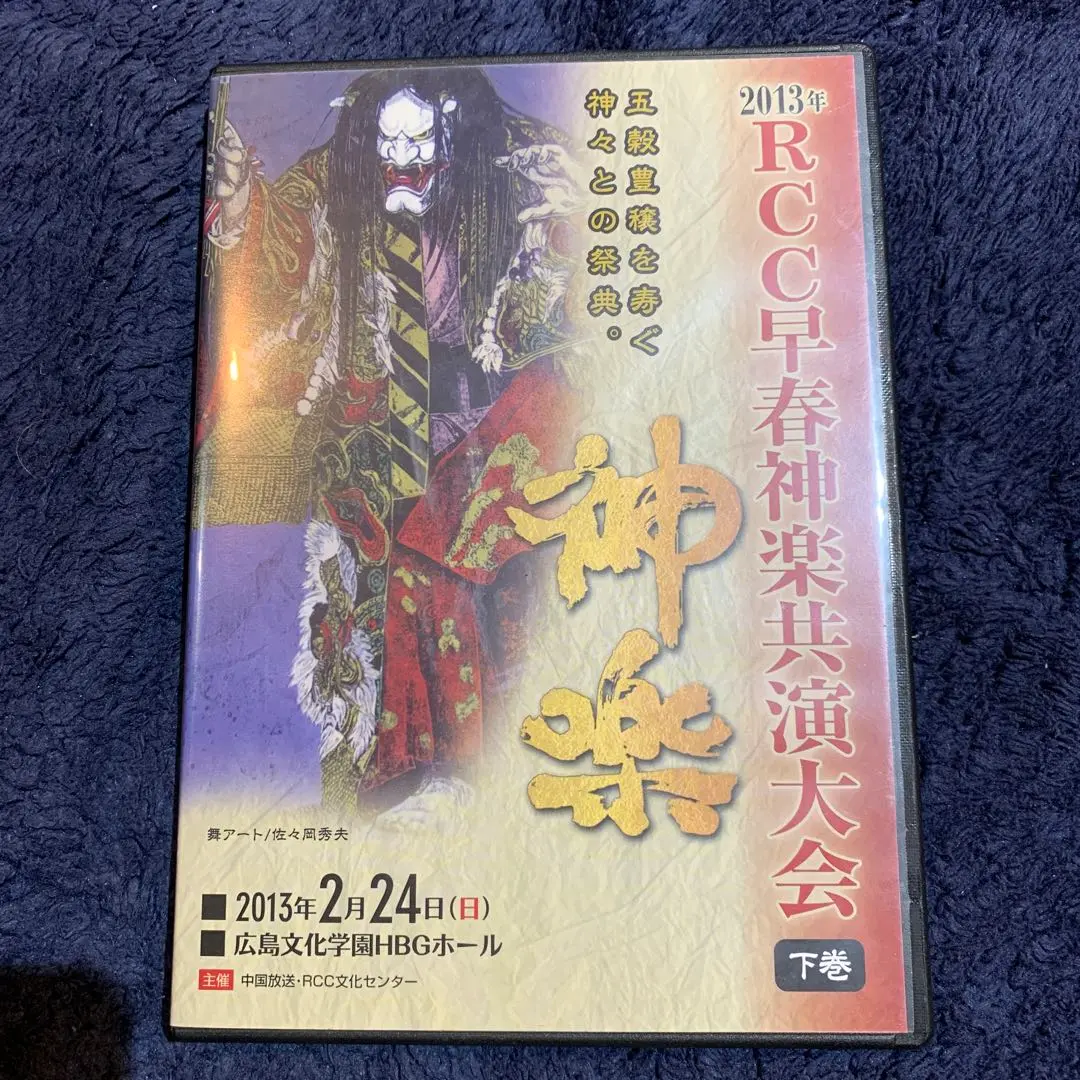 2013年
RCC早春神楽共演大会
下巻
五穀豊穣を寿ぐ
神々との祭典。
神楽
舞アート/佐々岡秀夫
■2013年2月24日(日)
■広島文化学園HBGホール
主催 中国放送・RCC文化センター